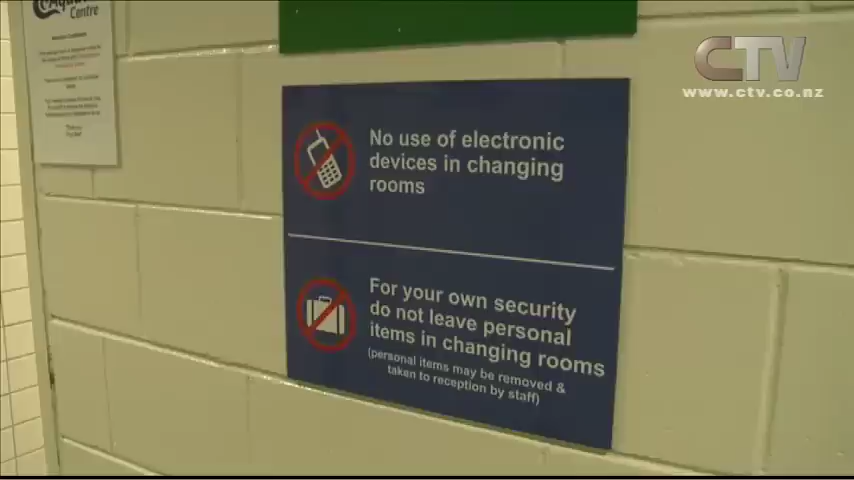 Centre
CTV
www.ctv.co.nz
No use of electronic
devices in changing
rooms
For your own security
do not leave personal
items in changing rooms
(personal items may be removed &
taken to reception by staff)